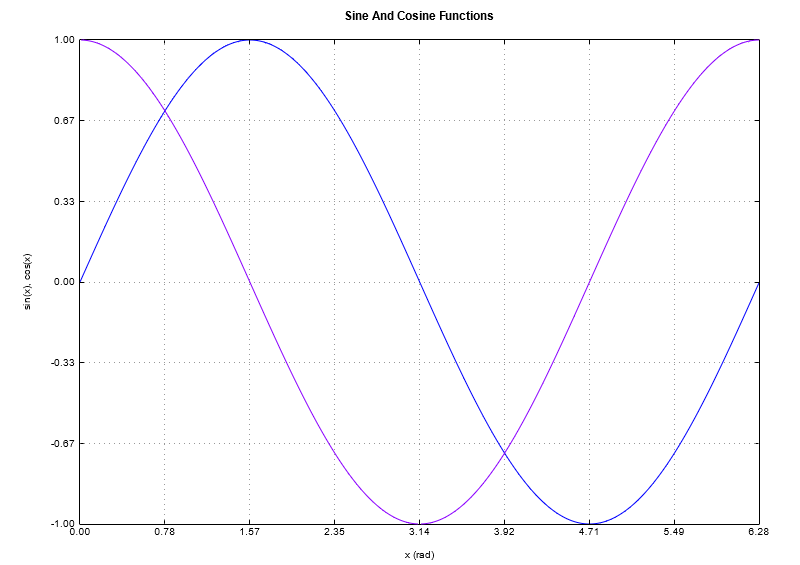 Sine And Cosine Functions
1.00
0.67
0.33
0.00
-0.33
-0.67
-1.00
sin(x), cos(x)
0.00 0.78 1.57 2.35 3.14 3.92 4.71 5.49 6.28
x (rad)